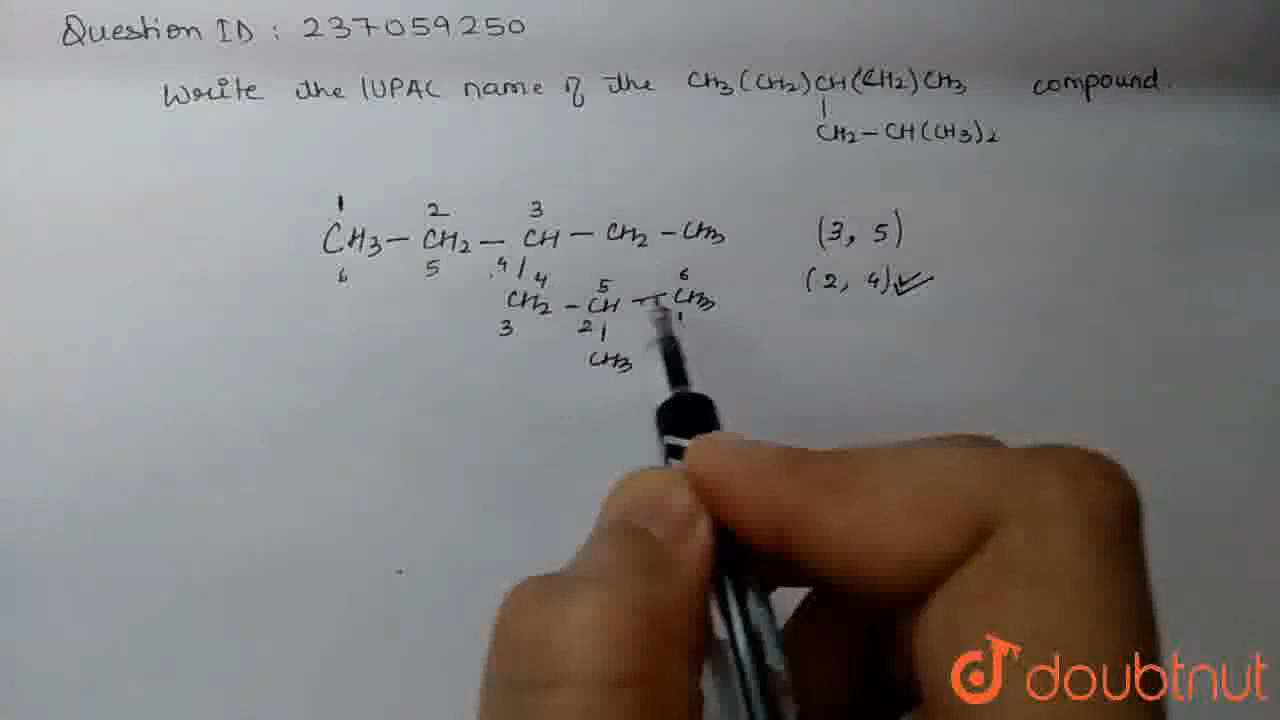 Question ID : 237059250
Write the IUPAC name of the CH3(CH2)CH(CH2)CH3 compound.
|
CH2-CH(CH3)2
1 2 3
CH3-CH2-CH-CH2-CH3 (3, 5)
6 5 4 / 4 5 6 (2, 4)
CH2-CH-CH3
3 2 | 1
CH3
doubtnut